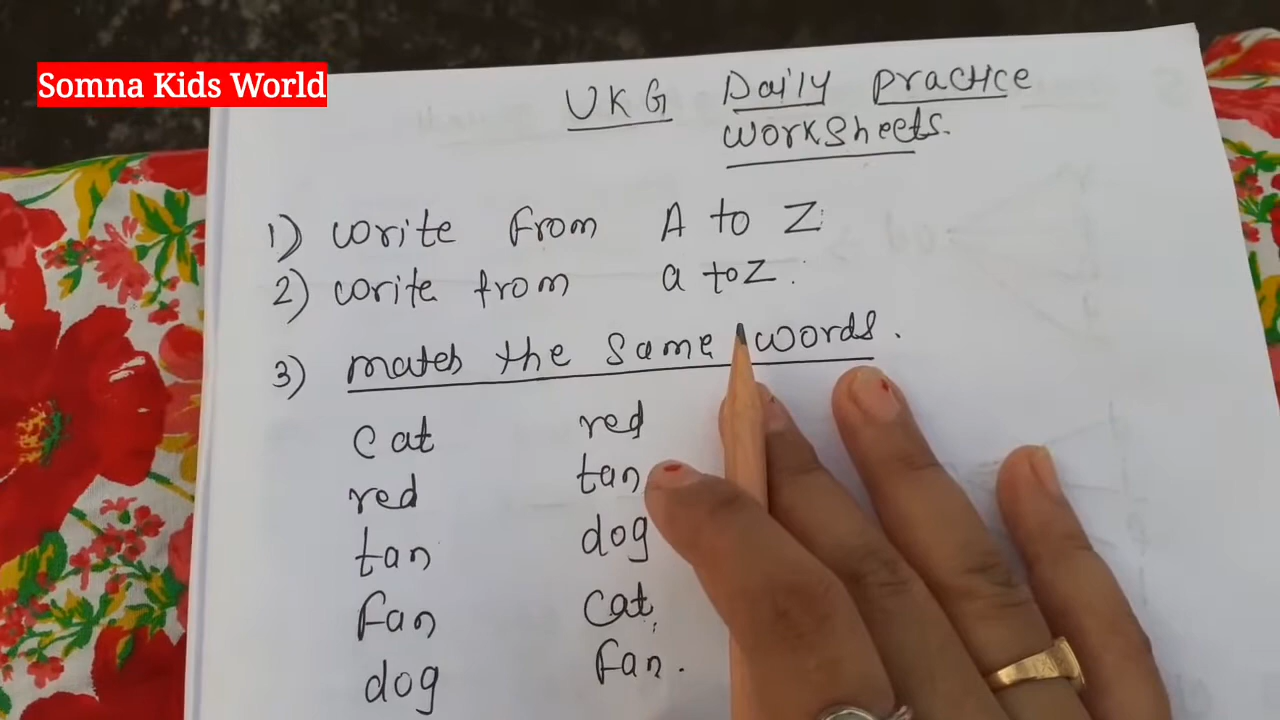 Somna Kids World
UKG Daily Practice
Worksheets.
1) write from A to Z.
2) write from a to z.
3) match the same words.
cat red
red tan
tan dog
fan cat
dog fan.